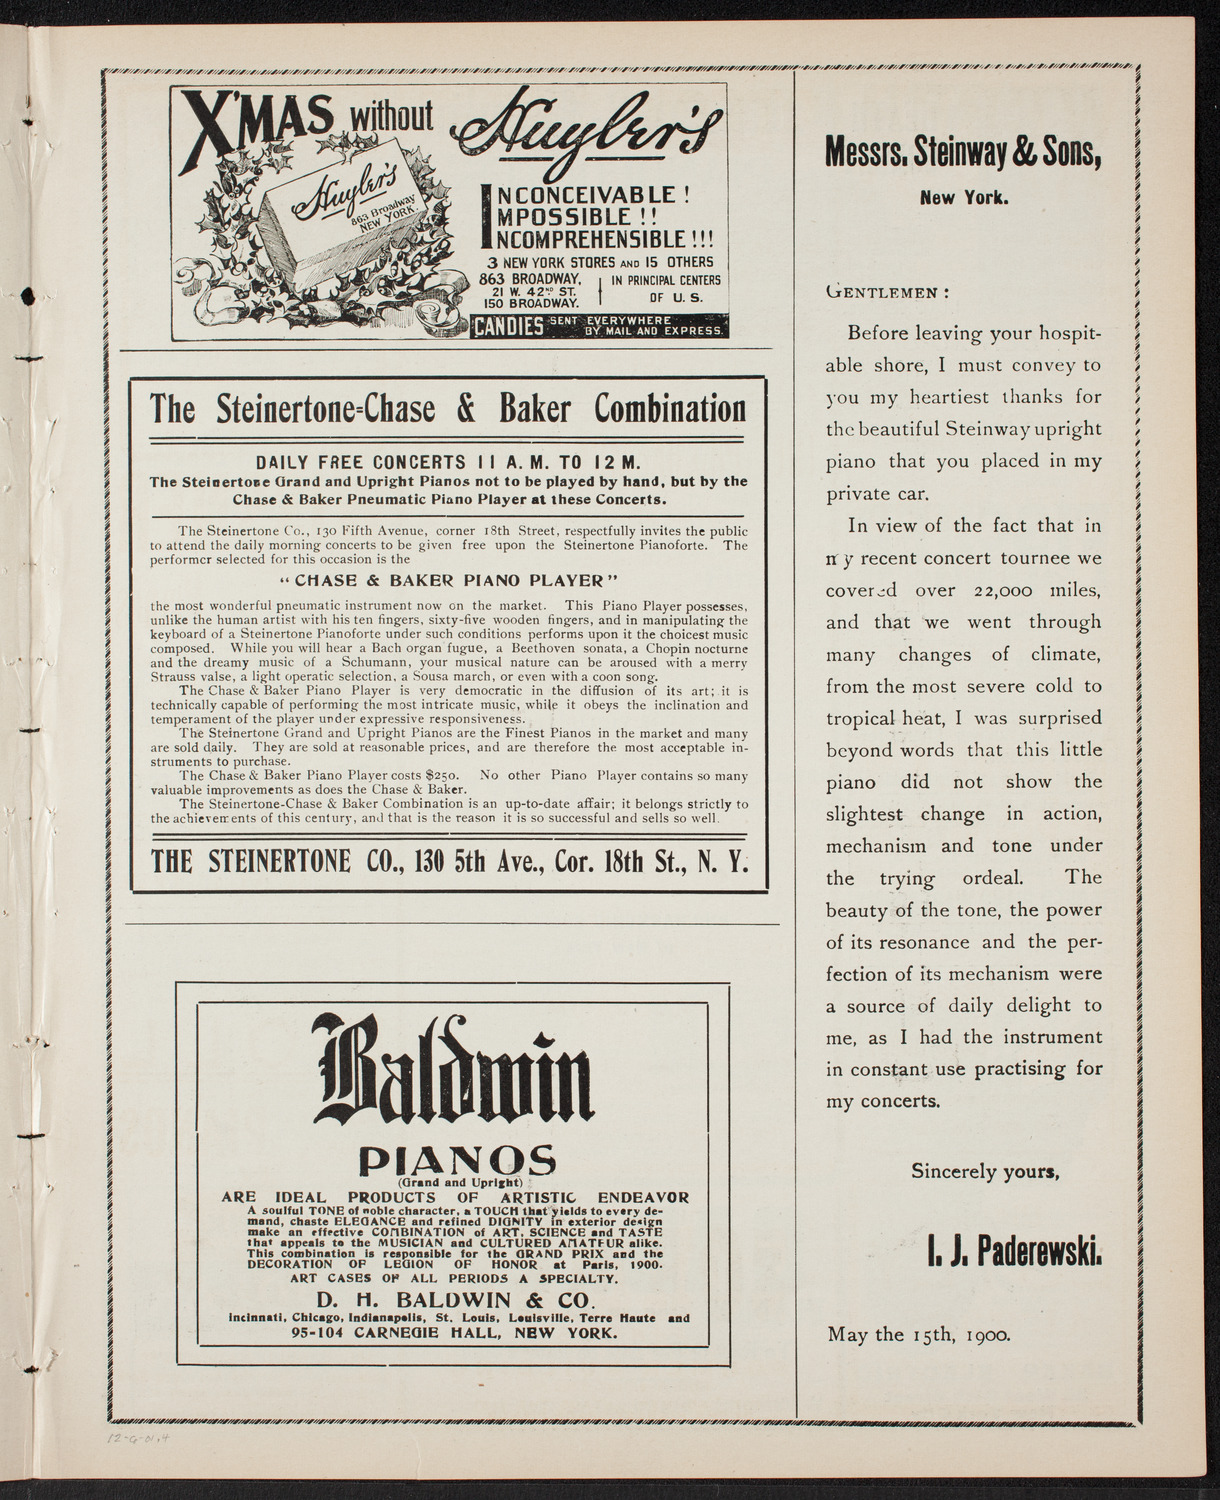 X'MAS without Huyler's
Huyler's
863 Broadway
NEW YORK.
INCONCEIVABLE!
IMPOSSIBLE!!
INCOMPREHENSIBLE!!!
3 NEW YORK STORES AND 15 OTHERS
863 BROADWAY,
21 W. 42ND ST.
150 BROADWAY.
IN PRINCIPAL CENTERS
OF U. S.
CANDIES SENT EVERYWHERE
BY MAIL AND EXPRESS.
The Steinertone-Chase & Baker Combination
DAILY FREE CONCERTS 11 A. M. TO 12 M.
The Steinertone Grand and Upright Pianos not to be played by hand, but by the
Chase & Baker Pneumatic Piano Player at these Concerts.
The Steinertone Co., 130 Fifth Avenue, corner 18th Street, respectfully invites the public
to attend the daily morning concerts to be given free upon the Steinertone Pianoforte. The
performer selected for this occasion is the
"CHASE & BAKER PIANO PLAYER"
the most wonderful pneumatic instrument now on the market. This Piano Player possesses,
unlike the human artist with his ten fingers, sixty-five wooden fingers, and in manipulating the
keyboard of a Steinertone Pianoforte under such conditions performs upon it the choicest music
composed. While you will hear a Bach organ fugue, a Beethoven sonata, a Chopin nocturne
and the dreamy music of a Schumann, your musical nature can be aroused with a merry
Strauss valse, a light operatic selection, a Sousa march, or even with a coon song.
The Chase & Baker Piano Player is very democratic in the diffusion of its art; it is
technically capable of performing the most intricate music, while it obeys the inclination and
temperament of the player under expressive responsiveness.
The Steinertone Grand and Upright Pianos are the Finest Pianos in the market and many
are sold daily. They are sold at reasonable prices, and are therefore the most acceptable in-
struments to purchase.
The Chase & Baker Piano Player costs $250. No other Piano Player contains so many
valuable improvements as does the Chase & Baker.
The Steinertone-Chase & Baker Combination is an up-to-date affair; it belongs strictly to
the achievements of this century, and that is the reason it is so successful and sells so well.
THE STEINERTONE CO., 130 5th Ave., Cor. 18th St., N. Y.
Baldwin
PIANOS
(Grand and Upright)
ARE IDEAL PRODUCTS OF ARTISTIC ENDEAVOR
A soulful TONE of noble character, a TOUCH that yields to every de-
mand, chaste ELEGANCE and refined DIGNITY in exterior design
make an effective COMBINATION of ART, SCIENCE and TASTE
that appeals to the MUSICIAN and CULTURED AMATEUR alike.
This combination is responsible for the GRAND PRIX and the
DECORATION OF LEGION OF HONOR at Paris, 1900.
ART CASES OF ALL PERIODS A SPECIALTY.
D. H. BALDWIN & CO.
incinnati, Chicago, Indianapolis, St. Louis, Louisville, Terre Haute and
95-104 CARNEGIE HALL, NEW YORK.
Messrs. Steinway & Sons,
New York.
GENTLEMEN:
Before leaving your hospit-
able shore, I must convey to
you my heartiest thanks for
the beautiful Steinway upright
piano that you placed in my
private car.
In view of the fact that in
my recent concert tournee we
covered over 22,000 miles,
and that we went through
many changes of climate,
from the most severe cold to
tropical heat, I was surprised
beyond words that this little
piano did not show the
slightest change in action,
mechanism and tone under
the trying ordeal. The
beauty of the tone, the power
of its resonance and the per-
fection of its mechanism were
a source of daily delight to
me, as I had the instrument
in constant use practising for
my concerts.
Sincerely yours,
I. J. Paderewski.
May the 15th, 1900.